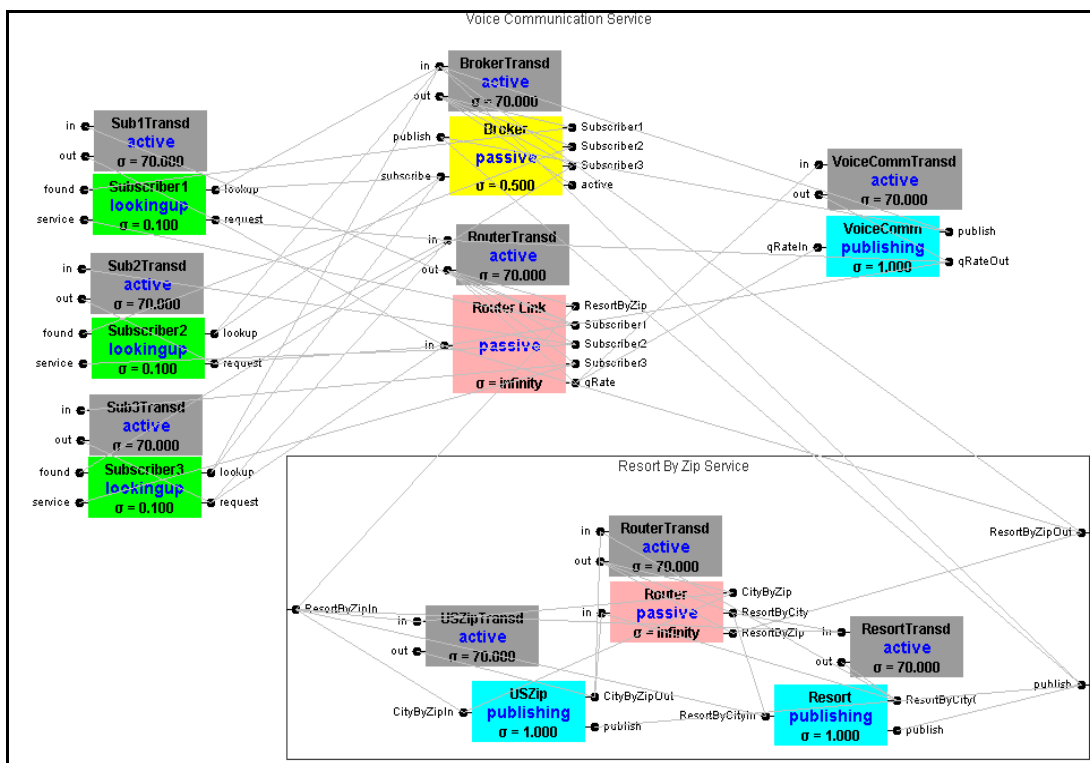 Voice Communication Service
in
BrokerTransd
active
out
σ = 70.000
publish
Broker
passive
subscribe
σ = 0.500
Subscriber1
Subscriber2
Subscriber3
active
in
Sub1Transd
active
out
σ = 70.000
found
Subscriber1
lookup
lookingup
service
σ = 0.100
request
in
VoiceCommTransd
active
out
σ = 70.000
VoiceComm
publish
qRateIn
publishing
qRateOut
σ = 1.000
in
RouterTransd
active
out
σ = 70.000
Router Link
in
passive
σ = infinity
ResortByZip
Subscriber1
Subscriber2
Subscriber3
qRate
in
Sub2Transd
active
out
σ = 70.000
found
Subscriber2
lookup
lookingup
service
σ = 0.100
request
in
Sub3Transd
active
out
σ = 70.000
found
Subscriber3
lookup
lookingup
service
σ = 0.100
request
Resort By Zip Service
ResortByZipOut
in
RouterTransd
active
out
σ = 70.000
Router
CityByZip
in
passive
ResortByCity
σ = infinity
ResortByZip
ResortByZipIn
in
USZipTransd
active
out
σ = 70.000
in
ResortTransd
active
out
σ = 70.000
publish
USZip
CityByZipOut
CityByZipIn
publishing
publish
σ = 1.000
Resort
ResortByCityIn
publishing
σ = 1.000
publish